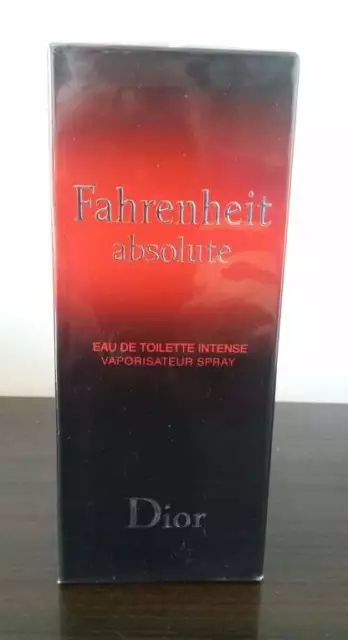 Fahrenheit
absolute
EAU DE TOILETTE INTENSE
VAPORISATEUR SPRAY
Dior